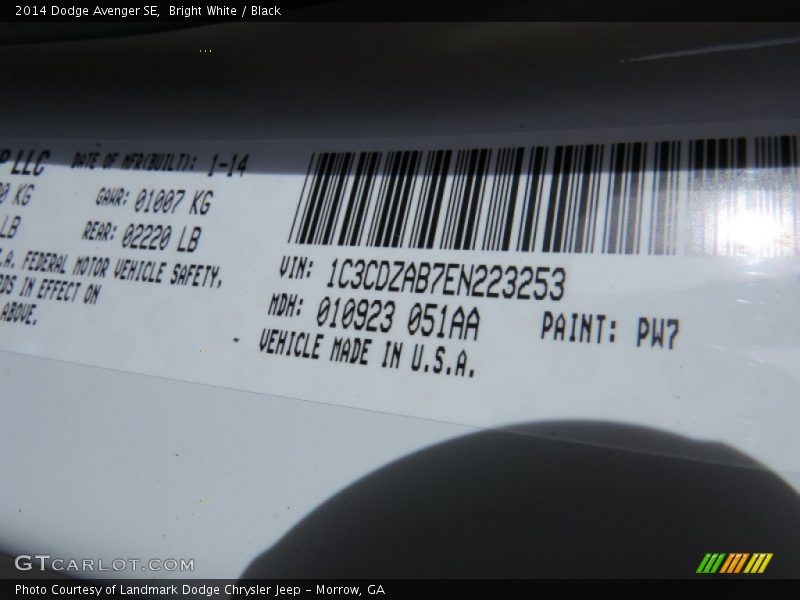 2014 Dodge Avenger SE,  Bright White / Black
P LLC
DATE OF MFR(BUILT): 1-14
0 KG
GAWR: 01007 KG
LB
REAR: 02220 LB
.A. FEDERAL MOTOR VEHICLE SAFETY,
RDS IN EFFECT ON
ABOVE.
VIN: 1C3CDZAB7EN223253
MDH: 010923 051AA
PAINT: PW7
VEHICLE MADE IN U.S.A.
GTCARLOT.COM
Photo Courtesy of Landmark Dodge Chrysler Jeep – Morrow, GA